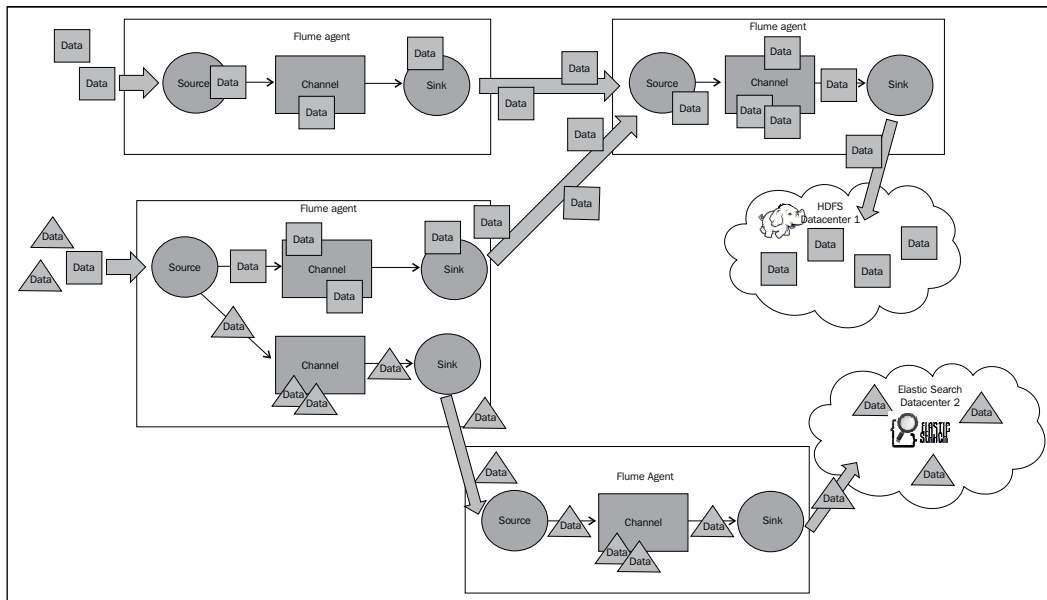 Flume agent
Data
Data
Source
Data
Channel
Data
Data
Sink
Data
Data
Flume agent
Source
Data
Data
Channel
Data
Data
Data
Sink
Data
HDFS
Datacenter 1
Data
Data
Data
Data
Data
Data
Flume agent
Data
Data
Data
Source
Data
Data
Channel
Data
Data
Sink
Data
Data
Channel
Data
Data
Data
Sink
Data
Flume Agent
Data
Source
Data
Channel
Data
Data
Data
Sink
Data
Elastic Search
Datacenter 2
Data
Data
ELASTIC
SEARCH
Data